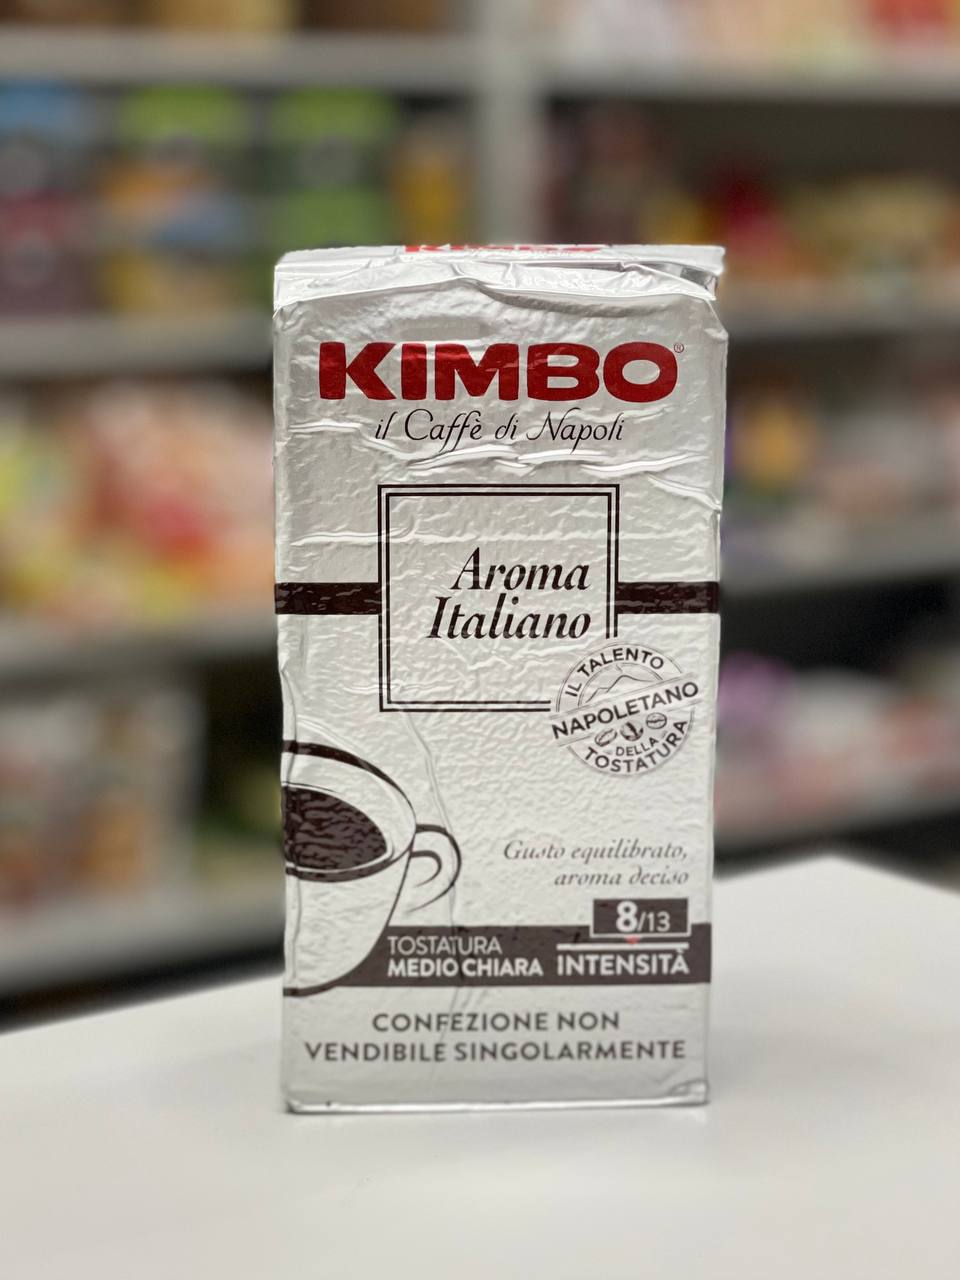 KIMBO®
il Caffè di Napoli
Aroma
Italiano
IL TALENTO
NAPOLETANO
DELLA
TOSTATURA
Gusto equilibrato,
aroma deciso
8/13
TOSTATURA
MEDIO CHIARA
INTENSITÀ
CONFEZIONE NON
VENDIBILE SINGOLARMENTE